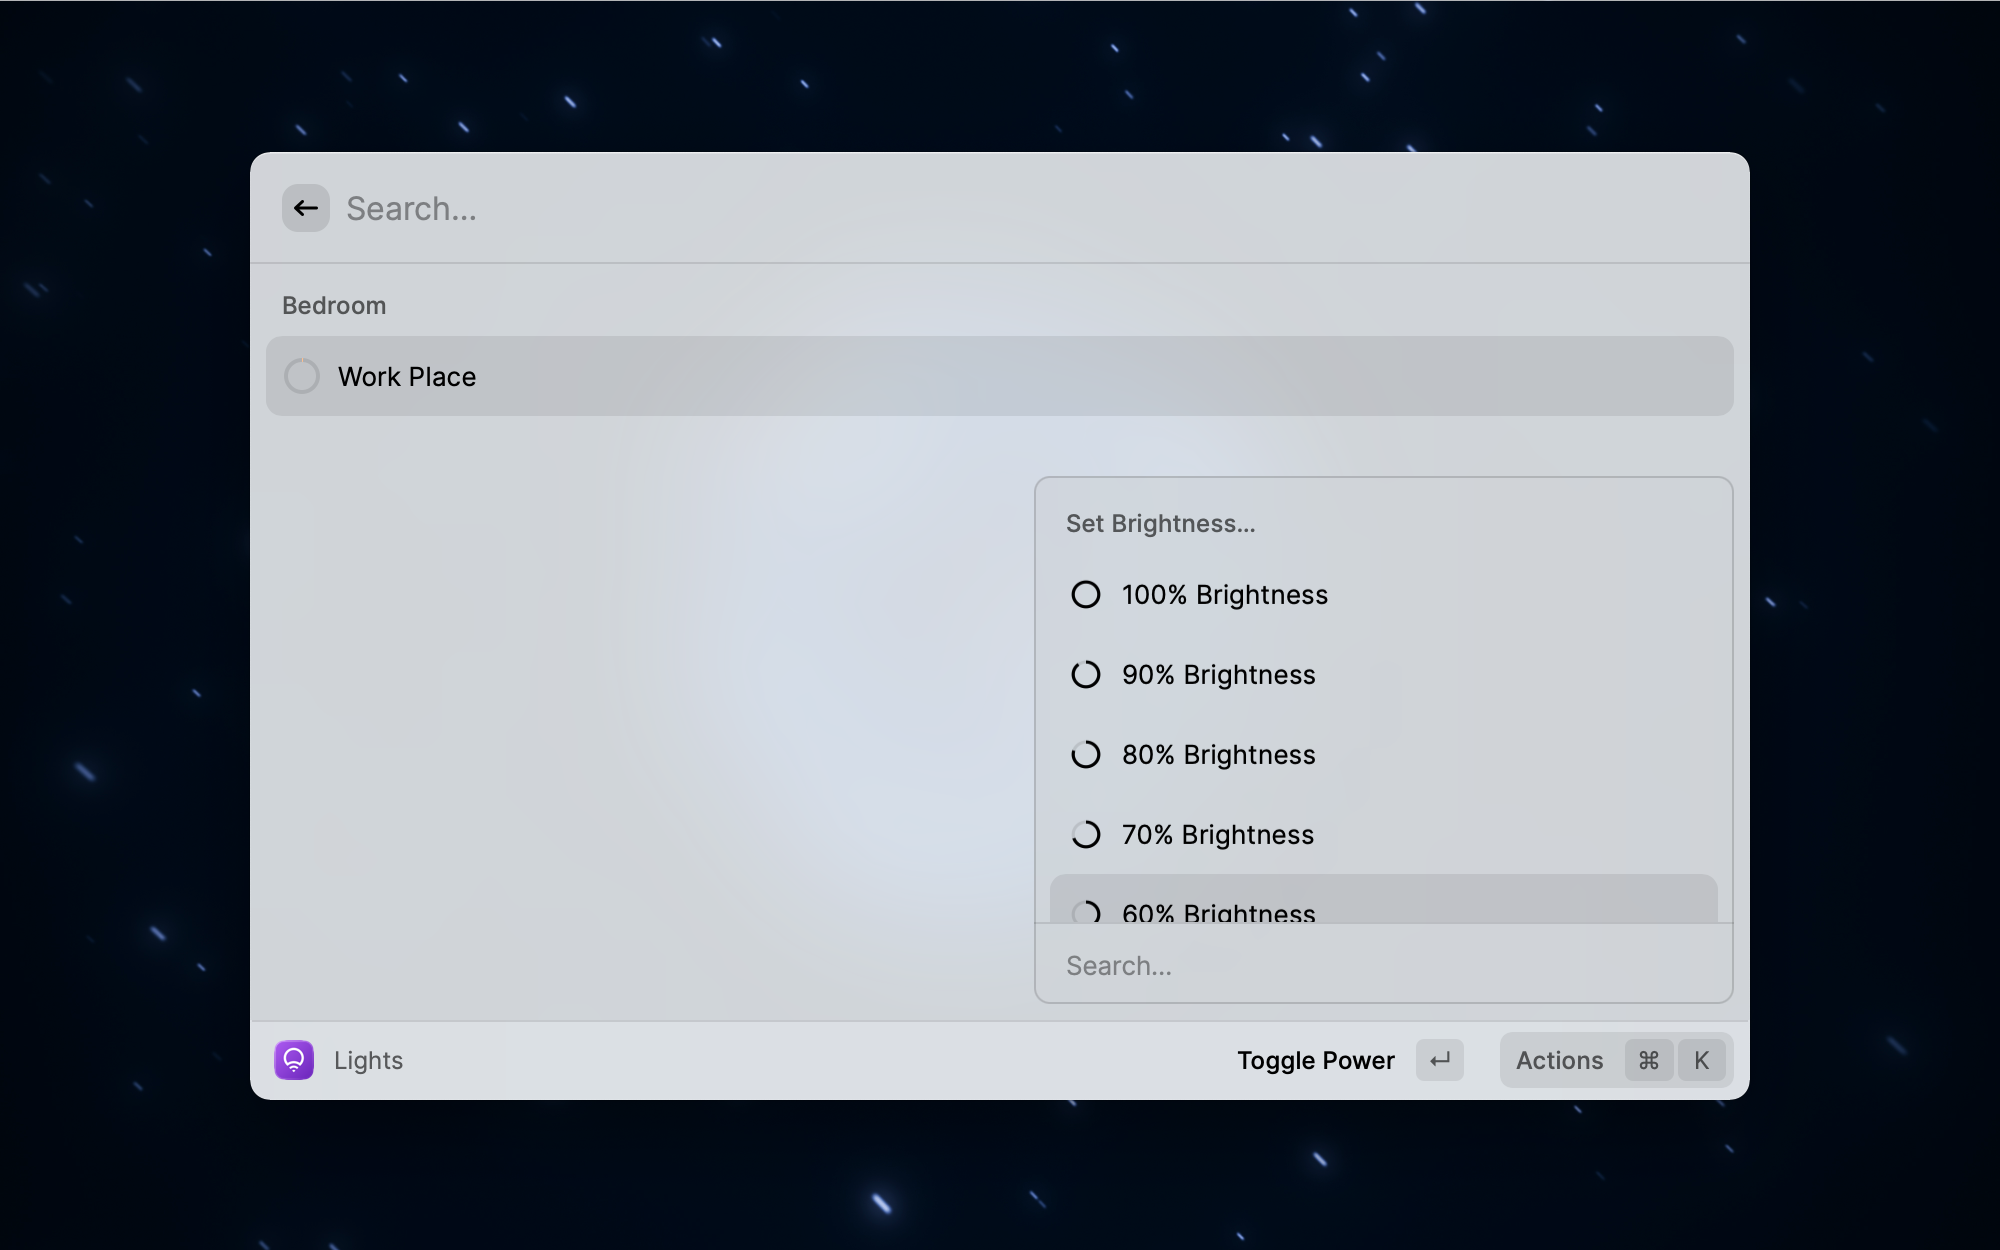 Search...
Bedroom
Work Place
Set Brightness...
100% Brightness
90% Brightness
80% Brightness
70% Brightness
60% Brightness
Search...
Lights
Toggle Power
Actions ⌘ K